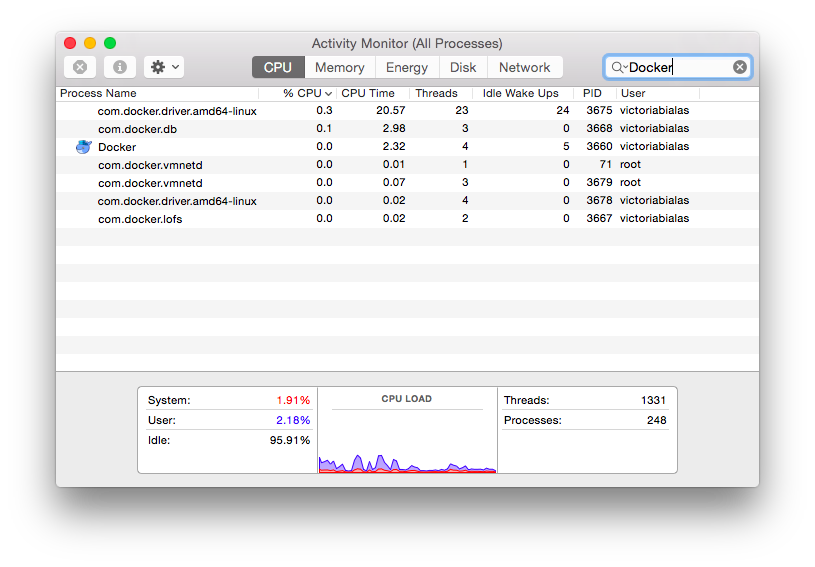 Activity Monitor (All Processes)
CPU Memory Energy Disk Network Docker
Process Name % CPU CPU Time Threads Idle Wake Ups PID User
com.docker.driver.amd64-linux 0.3 20.57 23 24 3675 victoriabialas
com.docker.db 0.1 2.98 3 0 3668 victoriabialas
Docker 0.0 2.32 4 5 3660 victoriabialas
com.docker.vmnetd 0.0 0.01 1 0 71 root
com.docker.vmnetd 0.0 0.07 3 0 3679 root
com.docker.driver.amd64-linux 0.0 0.02 4 0 3678 victoriabialas
com.docker.lofs 0.0 0.02 2 0 3667 victoriabialas
System: 1.91% CPU LOAD Threads: 1331
User: 2.18% Processes: 248
Idle: 95.91%